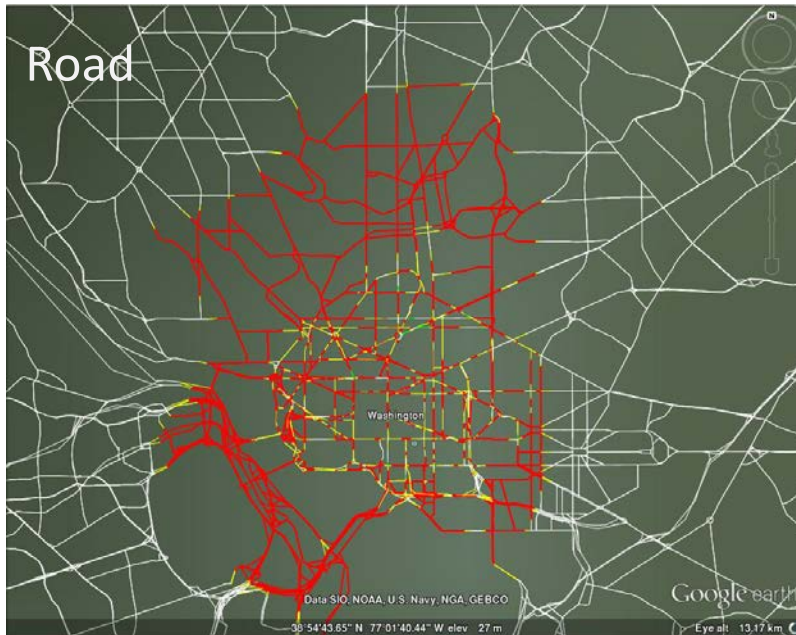 Road
N
Washington
Data SIO, NOAA, U.S. Navy, NGA, GEBCO
Google earth
38°54'43.65" N 77°01'40.44" W elev 27 m
Eye alt 13.17 km